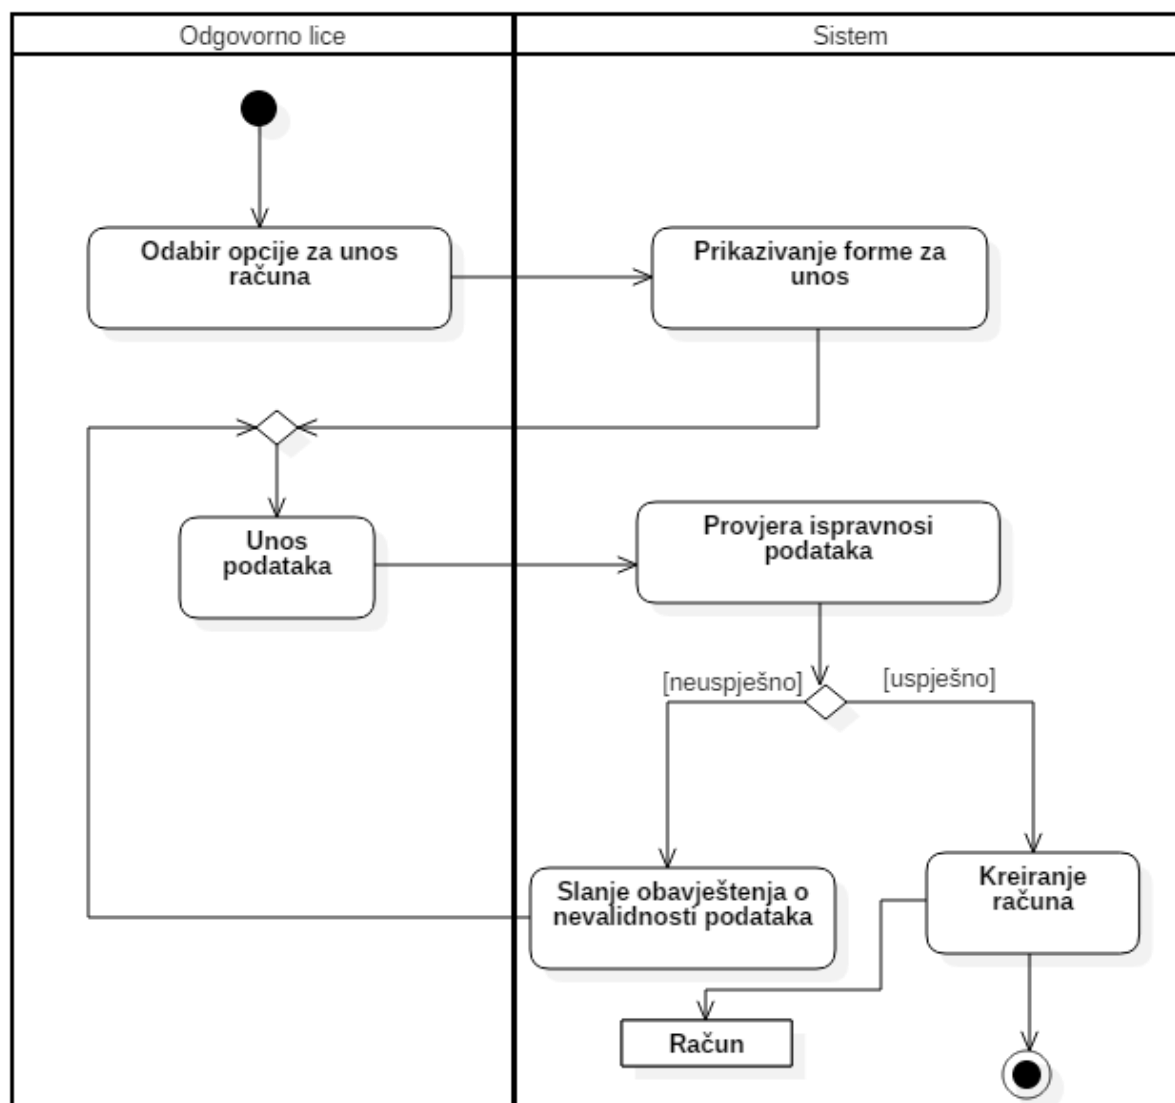 Odgovorno lice
Sistem
Odabir opcije za unos
računa
Prikazivanje forme za
unos
Unos
podataka
Provjera ispravnosi
podataka
[neuspješno]
[uspješno]
Slanje obavještenja o
nevalidnosti podataka
Kreiranje
računa
Račun